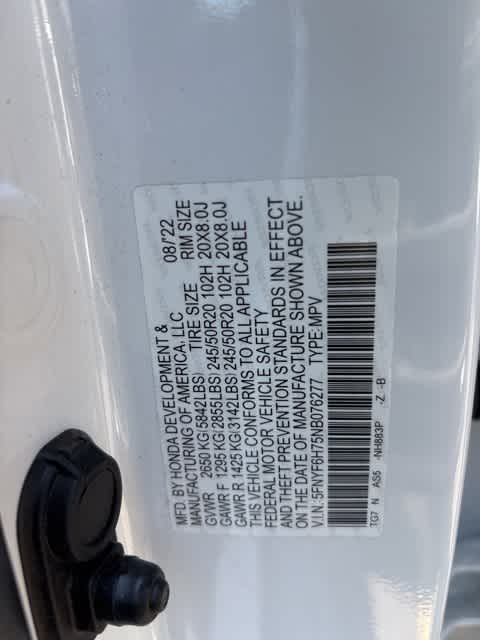 MFD. BY HONDA DEVELOPMENT & 08/'22
MANUFACTURING OF AMERICA, LLC
TIRE SIZE RIM SIZE
GVWR 2650 KG(5842LBS)
GAWR F 1295 KG(2855LBS) 245/50R20 102H 20X8.0J
GAWR R 1425 KG(3142LBS) 245/50R20 102H 20X8.0J
THIS VEHICLE CONFORMS TO ALL APPLICABLE
FEDERAL MOTOR VEHICLE SAFETY
AND THEFT PREVENTION STANDARDS IN EFFECT
ON THE DATE OF MANUFACTURE SHOWN ABOVE.
V.I.N.: 5FNYF6H75NB076277 TYPE: MPV
TG7 N AS5 -NH883P -Z -B